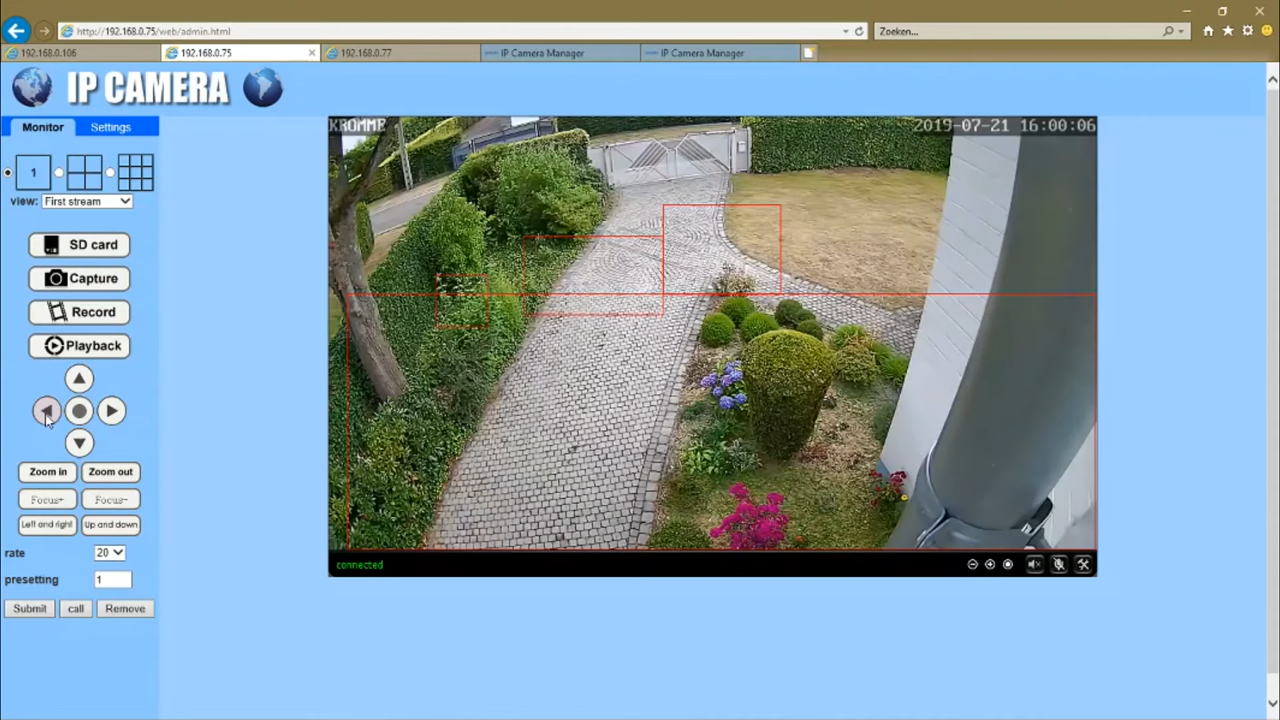 http://192.168.0.75/web/admin.html
Zoeken...
192.168.0.106
192.168.0.75
192.168.0.77
IP Camera Manager
IP Camera Manager
IP CAMERA
Monitor
Settings
1
view: First stream
SD card
Capture
Record
Playback
Zoom in
Zoom out
Focus+
Focus-
Left and right
Up and down
rate 20
presetting 1
Submit
call
Remove
KROMME
2019-07-21 16:00:06
connected